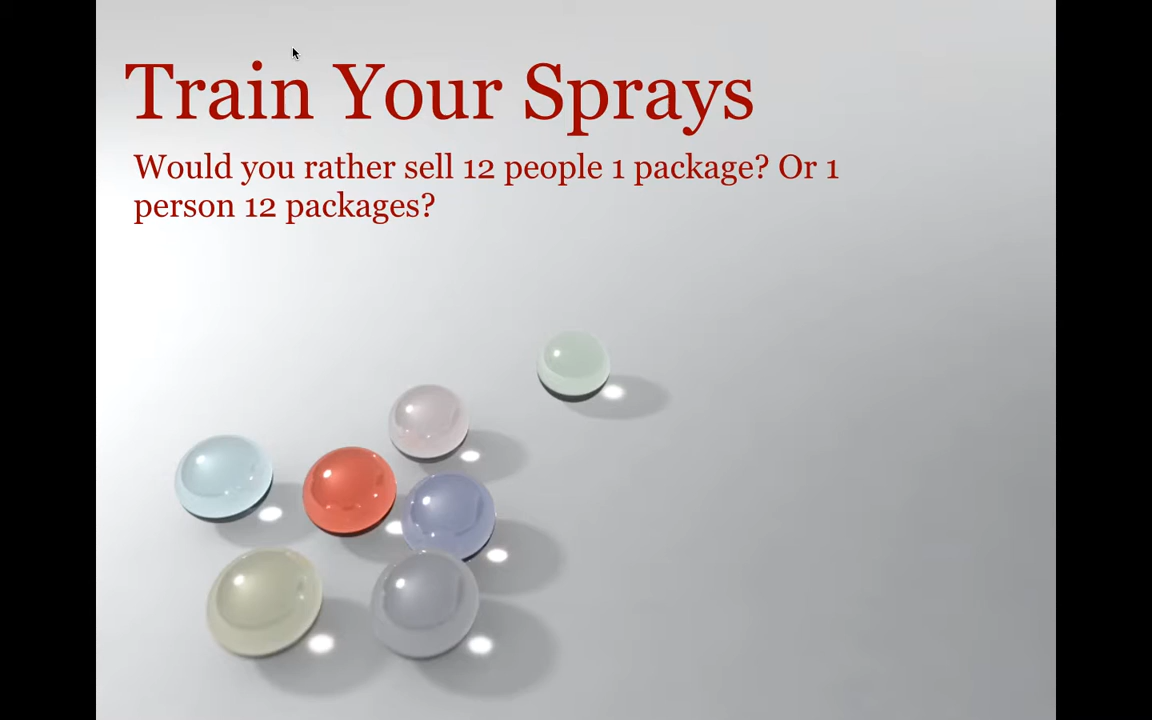 Train Your Sprays
Would you rather sell 12 people 1 package? Or 1
person 12 packages?